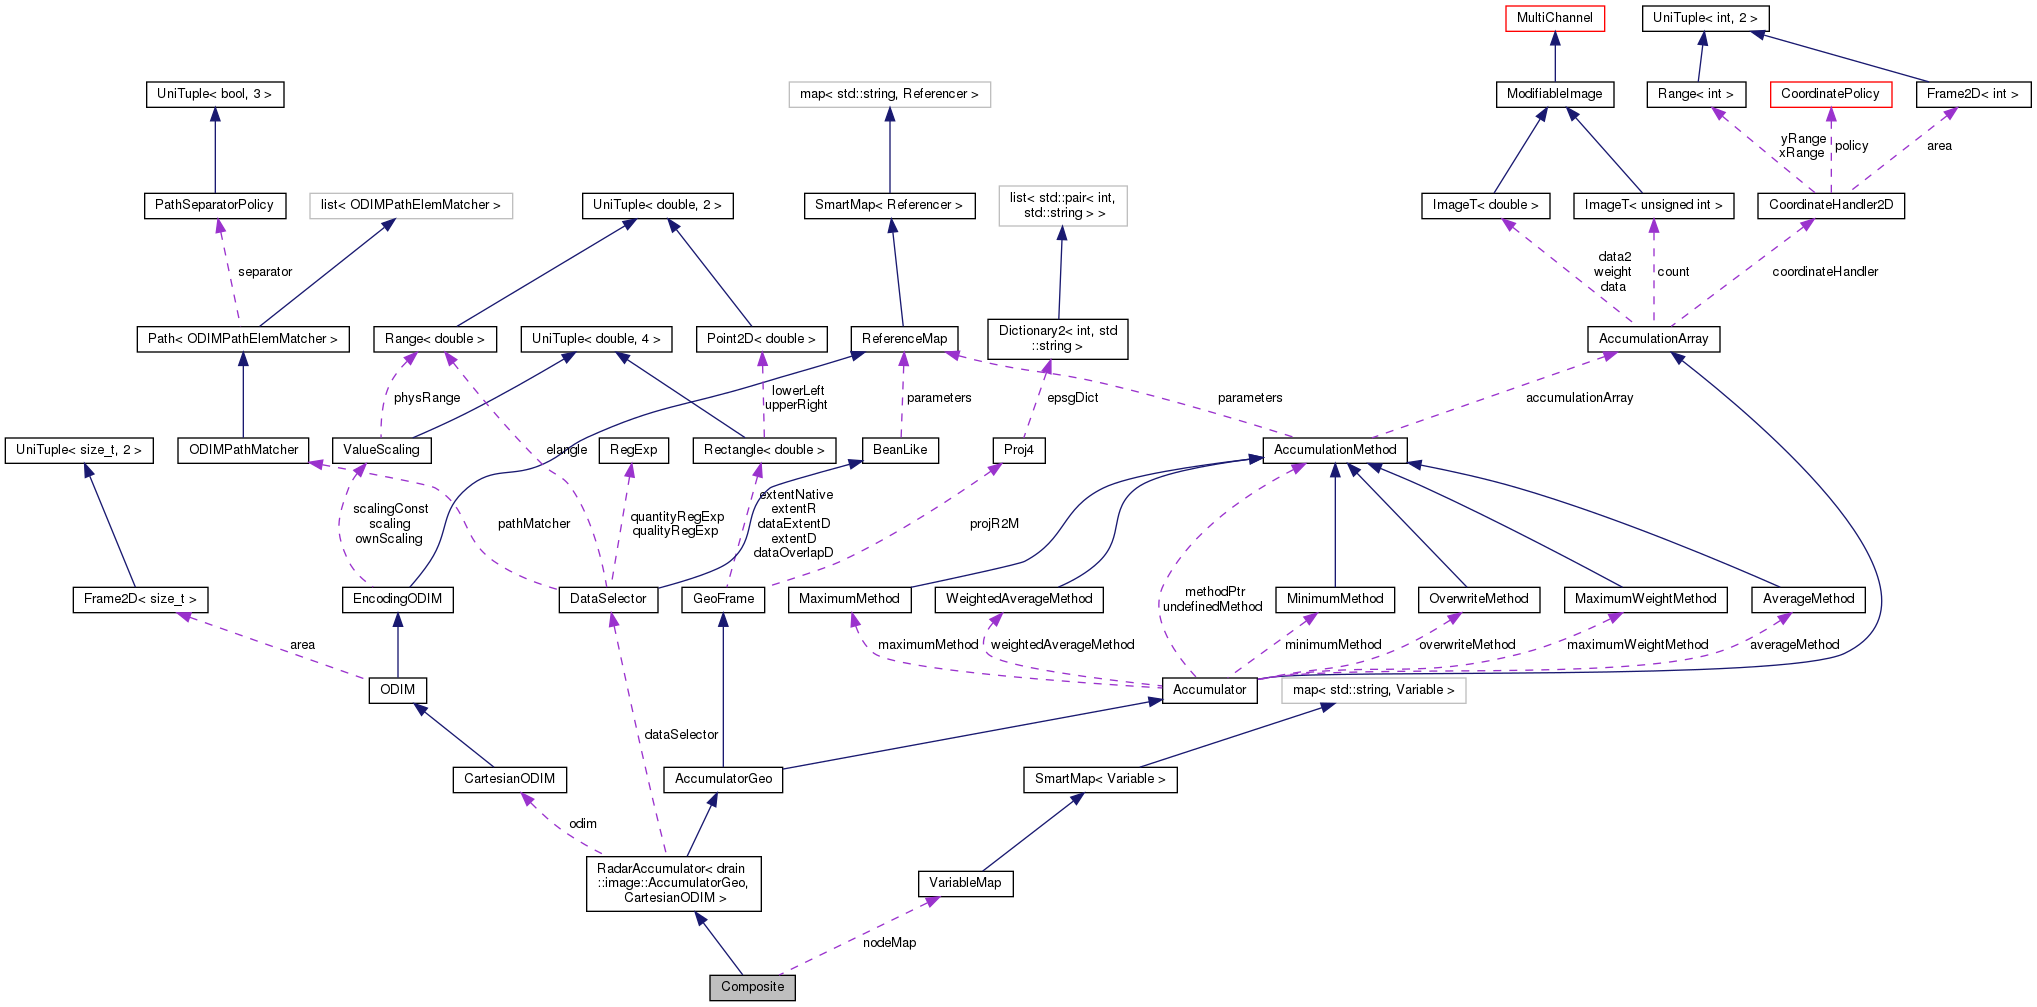 MultiChannel
UniTuple< int, 2 >
UniTuple< bool, 3 >
map< std::string, Referencer >
ModifiableImage
Range< int >
CoordinatePolicy
Frame2D< int >
yRange
xRange
policy
area
PathSeparatorPolicy
list< ODIMPathElemMatcher >
UniTuple< double, 2 >
SmartMap< Referencer >
list< std::pair< int,
std::string > >
ImageT< double >
ImageT< unsigned int >
CoordinateHandler2D
separator
data2
weight
data
count
coordinateHandler
Path< ODIMPathElemMatcher >
Range< double >
UniTuple< double, 4 >
Point2D< double >
ReferenceMap
Dictionary2< int, std
::string >
AccumulationArray
physRange
lowerLeft
upperRight
parameters
epsgDict
parameters
accumulationArray
UniTuple< size_t, 2 >
ODIMPathMatcher
ValueScaling
elangle
RegExp
Rectangle< double >
BeanLike
Proj4
AccumulationMethod
scalingConst
scaling
ownScaling
pathMatcher
quantityRegExp
qualityRegExp
extentNative
extentR
dataExtentD
extentD
dataOverlapD
projR2M
Frame2D< size_t >
EncodingODIM
DataSelector
GeoFrame
MaximumMethod
WeightedAverageMethod
methodPtr
undefinedMethod
MinimumMethod
OverwriteMethod
MaximumWeightMethod
AverageMethod
area
maximumMethod
weightedAverageMethod
minimumMethod
overwriteMethod
maximumWeightMethod
averageMethod
ODIM
Accumulator
map< std::string, Variable >
dataSelector
CartesianODIM
AccumulatorGeo
SmartMap< Variable >
odim
RadarAccumulator< drain
::image::AccumulatorGeo,
CartesianODIM >
VariableMap
nodeMap
Composite